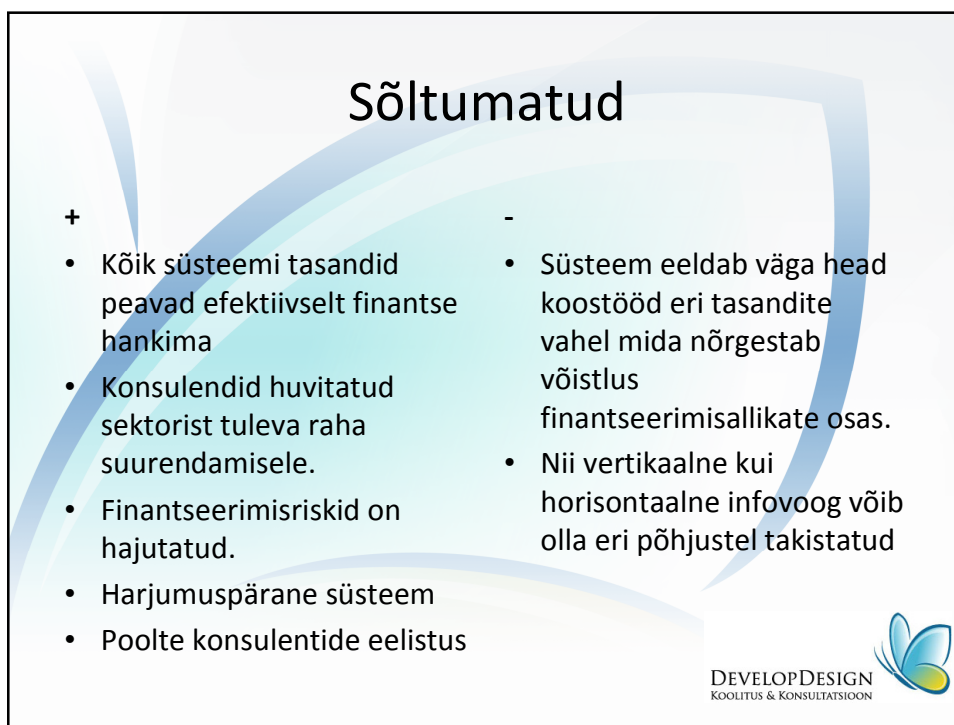 Sõltumatud
+
• Kõik süsteemi tasandid
peavad efektiivselt finantse
hankima
• Konsulendid huvitatud
sektorist tuleva raha
suurendamisele.
• Finantseerimisriskid on
hajutatud.
• Harjumuspärane süsteem
• Poolte konsulentide eelistus
-
• Süsteem eeldab väga head
koostööd eri tasandite
vahel mida nõrgestab
võistlus
finantseerimisallikate osas.
• Nii vertikaalne kui
horisontaalne infovoog võib
olla eri põhjustel takistatud
DEVELOPDESIGN
KOOLITUS & KONSULTATSIOON